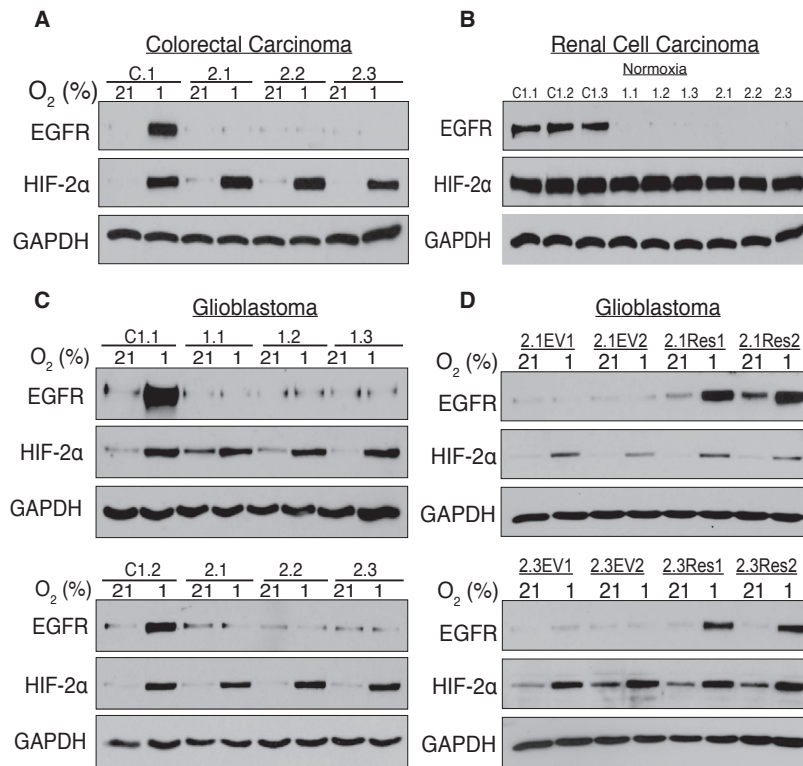 A
Colorectal Carcinoma
C.1 2.1 2.2 2.3
O2 (%) 21 1 21 1 21 1 21 1
EGFR
HIF-2α
GAPDH
B
Renal Cell Carcinoma
Normoxia
C1.1 C1.2 C1.3 1.1 1.2 1.3 2.1 2.2 2.3
EGFR
HIF-2α
GAPDH
C
Glioblastoma
C1.1 1.1 1.2 1.3
O2 (%) 21 1 21 1 21 1 21 1
EGFR
HIF-2α
GAPDH
C1.2 2.1 2.2 2.3
O2 (%) 21 1 21 1 21 1 21 1
EGFR
HIF-2α
GAPDH
D
Glioblastoma
2.1EV1 2.1EV2 2.1Res1 2.1Res2
O2 (%) 21 1 21 1 21 1 21 1
EGFR
HIF-2α
GAPDH
2.3EV1 2.3EV2 2.3Res1 2.3Res2
O2 (%) 21 1 21 1 21 1 21 1
EGFR
HIF-2α
GAPDH